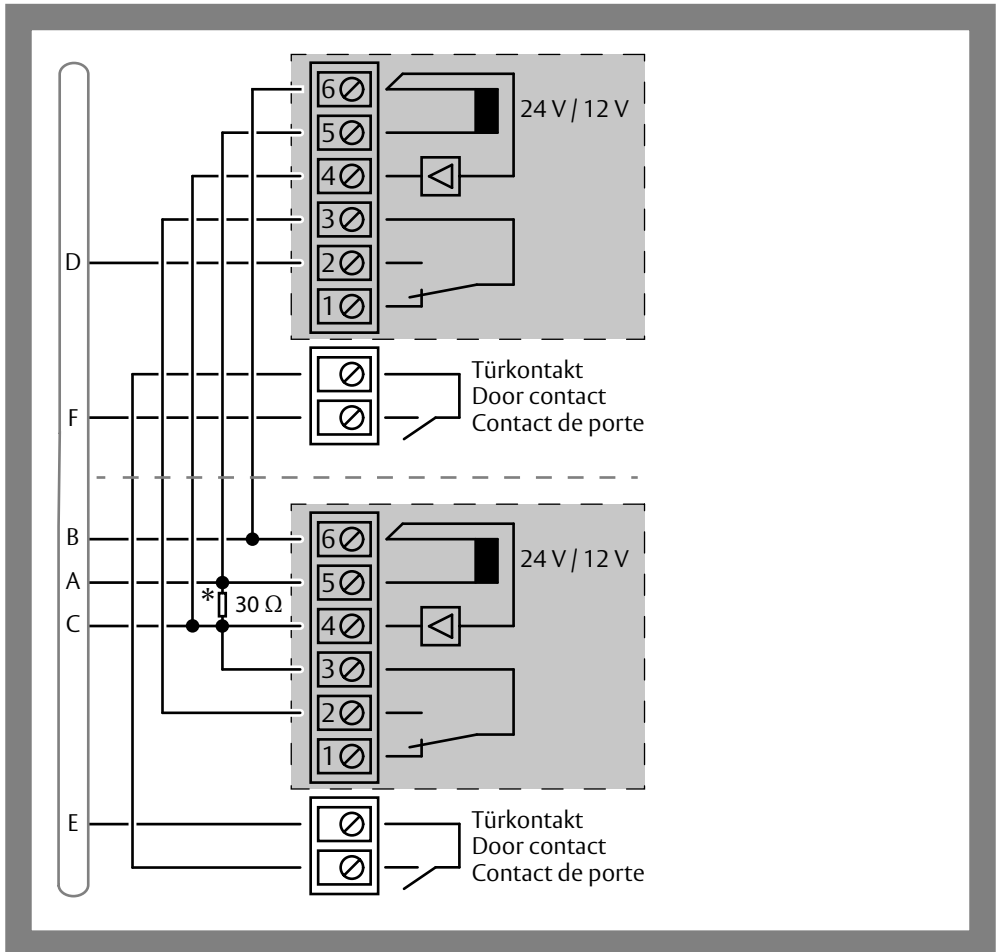 6
24 V / 12 V
5
4
3
D
2
1
Türkontakt
Door contact
F
Contact de porte
B
6
24 V / 12 V
A
5
* 30 Ω
C
4
3
2
1
E
Türkontakt
Door contact
Contact de porte